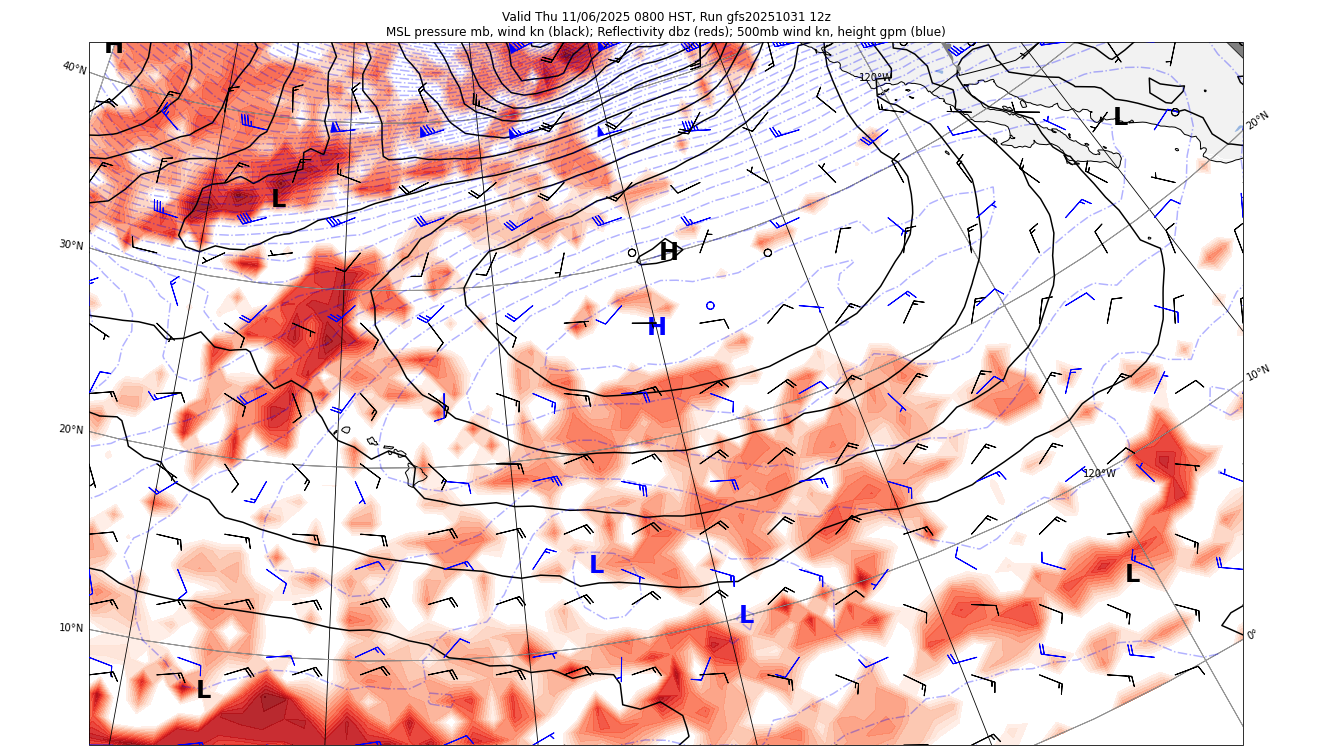 Valid Thu 11/06/2025 0800 HST, Run gfs20251031 12z
MSL pressure mb, wind kn (black); Reflectivity dbz (reds); 500mb wind kn, height gpm (blue)
H
40°N
120°W
L
20°N
L
30°N
H
H
10°N
20°N
120°W
L
L
L
10°N
0°
L